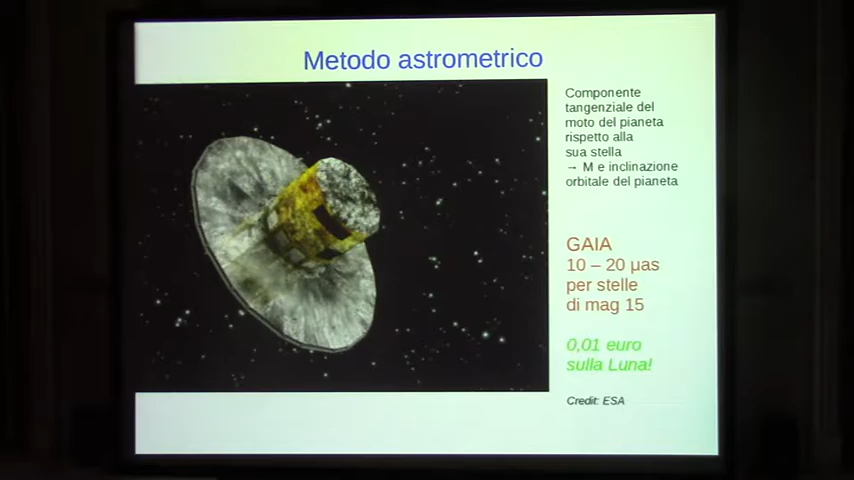 Metodo astrometrico
Componente
tangenziale del
moto del pianeta
rispetto alla
sua stella
→ M e inclinazione
orbitale del pianeta
GAIA
10 – 20 µas
per stelle
di mag 15
0,01 euro
sulla Luna!
Credit: ESA